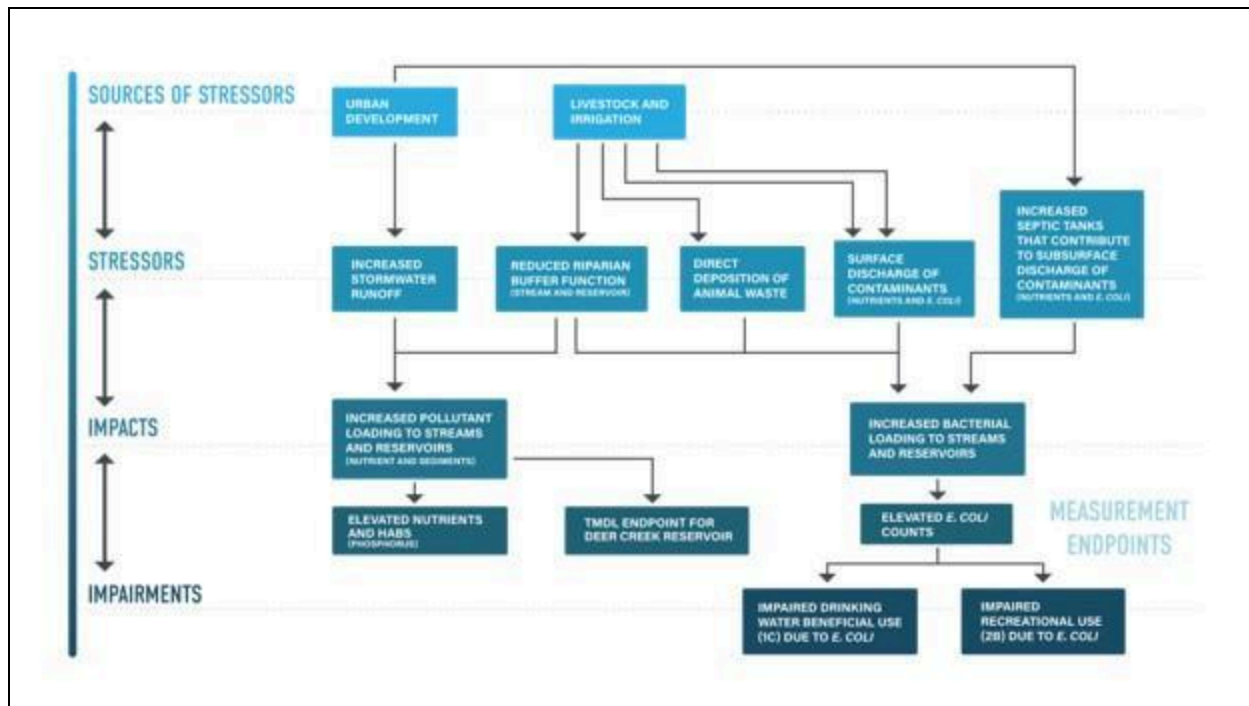 SOURCES OF STRESSORS
URBAN
DEVELOPMENT
LIVESTOCK AND
IRRIGATION
STRESSORS
INCREASED
STORMWATER
RUNOFF
REDUCED RIPARIAN
BUFFER FUNCTION
(STREAM AND RESERVOIR)
DIRECT
DEPOSITION OF
ANIMAL WASTE
SURFACE
DISCHARGE OF
CONTAMINANTS
(NUTRIENTS AND E. COLI)
INCREASED
SEPTIC TANKS
THAT CONTRIBUTE
TO SUBSURFACE
DISCHARGE OF
CONTAMINANTS
(NUTRIENTS AND E. COLI)
IMPACTS
INCREASED POLLUTANT
LOADING TO STREAMS
AND RESERVOIRS
(NUTRIENT AND SEDIMENTS)
INCREASED BACTERIAL
LOADING TO STREAMS
AND RESERVOIRS
ELEVATED NUTRIENTS
AND HABS
(PHOSPHORUS)
TMDL ENDPOINT FOR
DEER CREEK RESERVOIR
ELEVATED E. COLI
COUNTS
MEASUREMENT
ENDPOINTS
IMPAIRMENTS
IMPAIRED DRINKING
WATER BENEFICIAL USE
(1C) DUE TO E. COLI
IMPAIRED
RECREATIONAL USE
(2B) DUE TO E. COLI